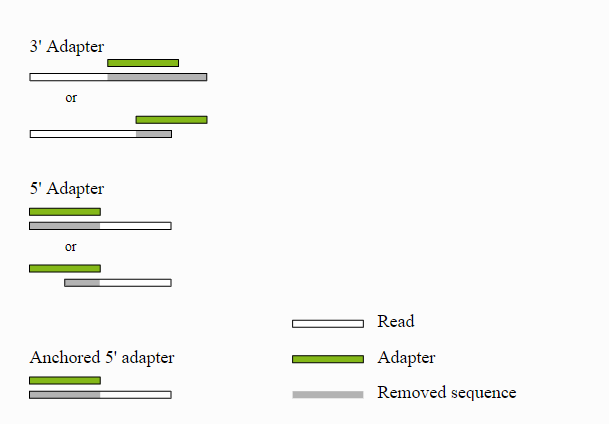 3' Adapter
or
5' Adapter
or
Read
Anchored 5' adapter
Adapter
Removed sequence